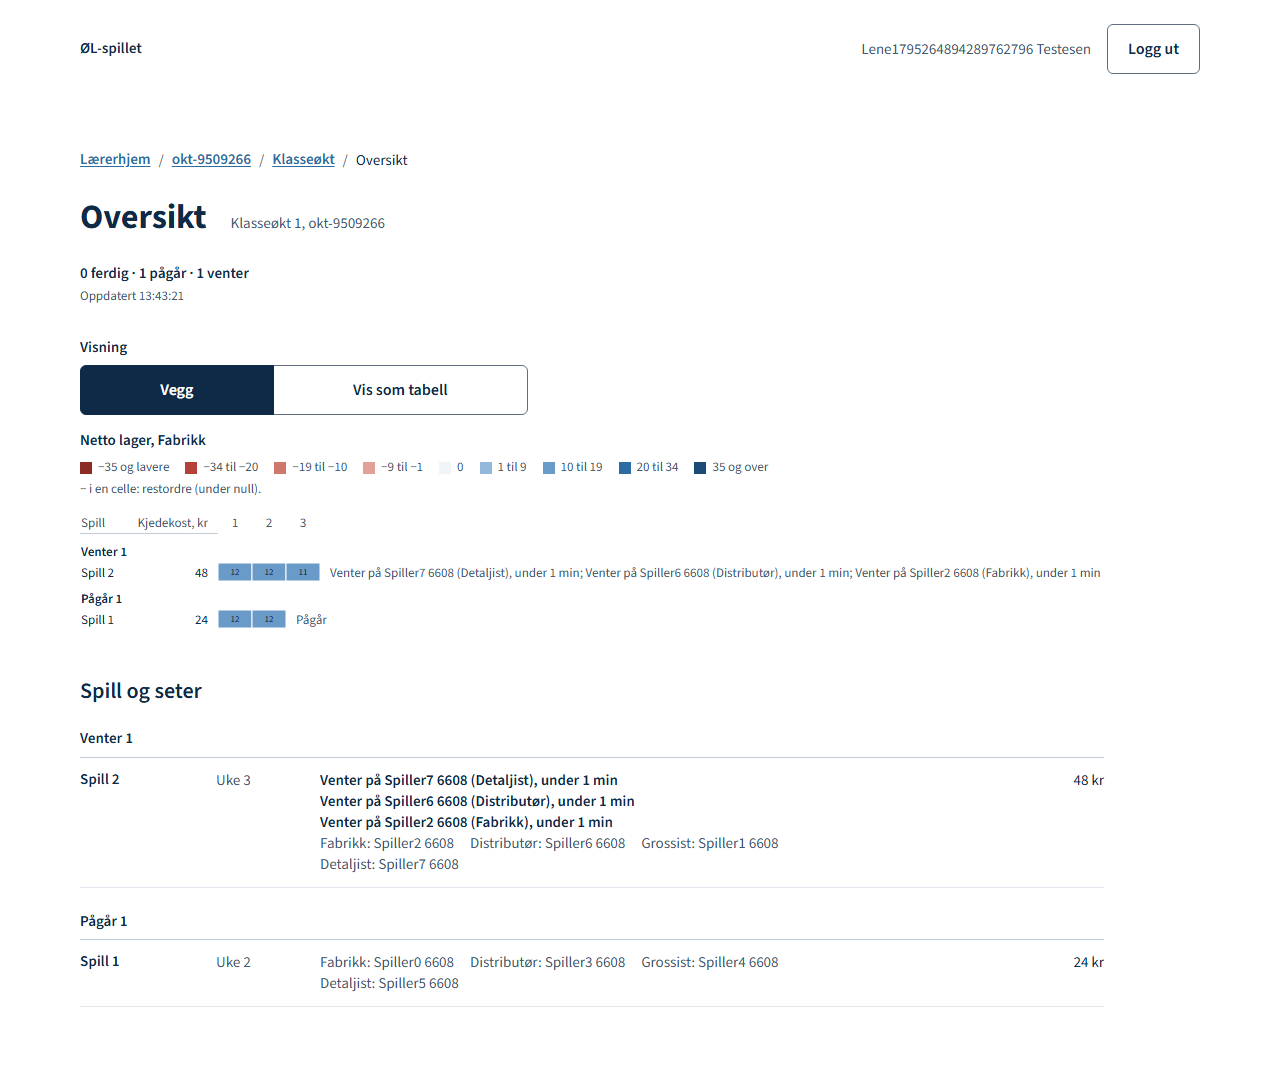 ØL-spillet
Lene1795264894289762796 Testesen
Logg ut
Lærerhjem / okt-9509266 / Klasseøkt / Oversikt
Oversikt Klasseøkt 1, okt-9509266
0 ferdig · 1 pågår · 1 venter
Oppdatert 13:43:21
Visning
Vegg Vis som tabell
Netto lager, Fabrikk
−35 og lavere −34 til −20 −19 til −10 −9 til −1 0 1 til 9 10 til 19 20 til 34 35 og over
− i en celle: restordre (under null).
Spill Kjedekost, kr 1 2 3
Venter 1
Spill 2 48 12 12 11 Venter på Spiller7 6608 (Detaljist), under 1 min; Venter på Spiller6 6608 (Distributør), under 1 min; Venter på Spiller2 6608 (Fabrikk), under 1 min
Pågår 1
Spill 1 24 12 12 Pågår
Spill og seter
Venter 1
Spill 2 Uke 3 Venter på Spiller7 6608 (Detaljist), under 1 min 48 kr
Venter på Spiller6 6608 (Distributør), under 1 min
Venter på Spiller2 6608 (Fabrikk), under 1 min
Fabrikk: Spiller2 6608 Distributør: Spiller6 6608 Grossist: Spiller1 6608
Detaljist: Spiller7 6608
Pågår 1
Spill 1 Uke 2 Fabrikk: Spiller0 6608 Distributør: Spiller3 6608 Grossist: Spiller4 6608 24 kr
Detaljist: Spiller5 6608